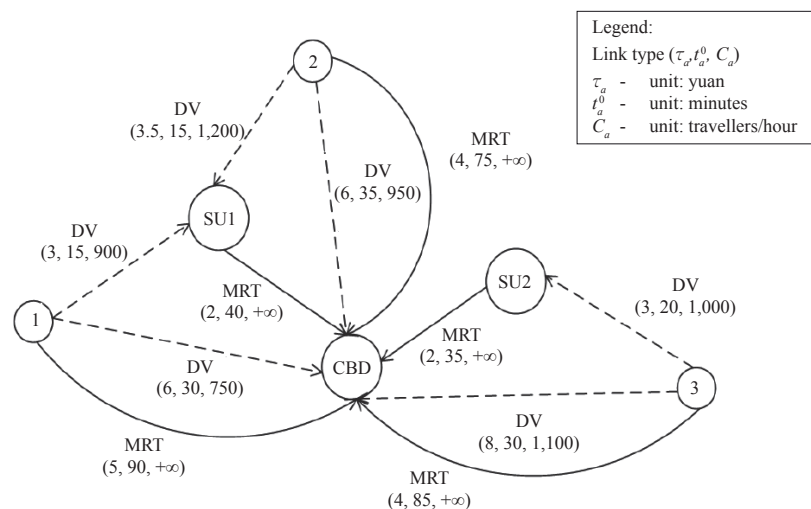 Legend:
Link type (τₐ,tₐ⁰, Cₐ)
τₐ - unit: yuan
tₐ⁰ - unit: minutes
Cₐ - unit: travellers/hour
2
DV
(3.5, 15, 1,200)
MRT
(4, 75, +∞)
DV
(6, 35, 950)
SU1
DV
(3, 15, 900)
SU2
DV
(3, 20, 1,000)
MRT
(2, 40, +∞)
1
MRT
(2, 35, +∞)
CBD
DV
(6, 30, 750)
3
DV
(8, 30, 1,100)
MRT
(5, 90, +∞)
MRT
(4, 85, +∞)